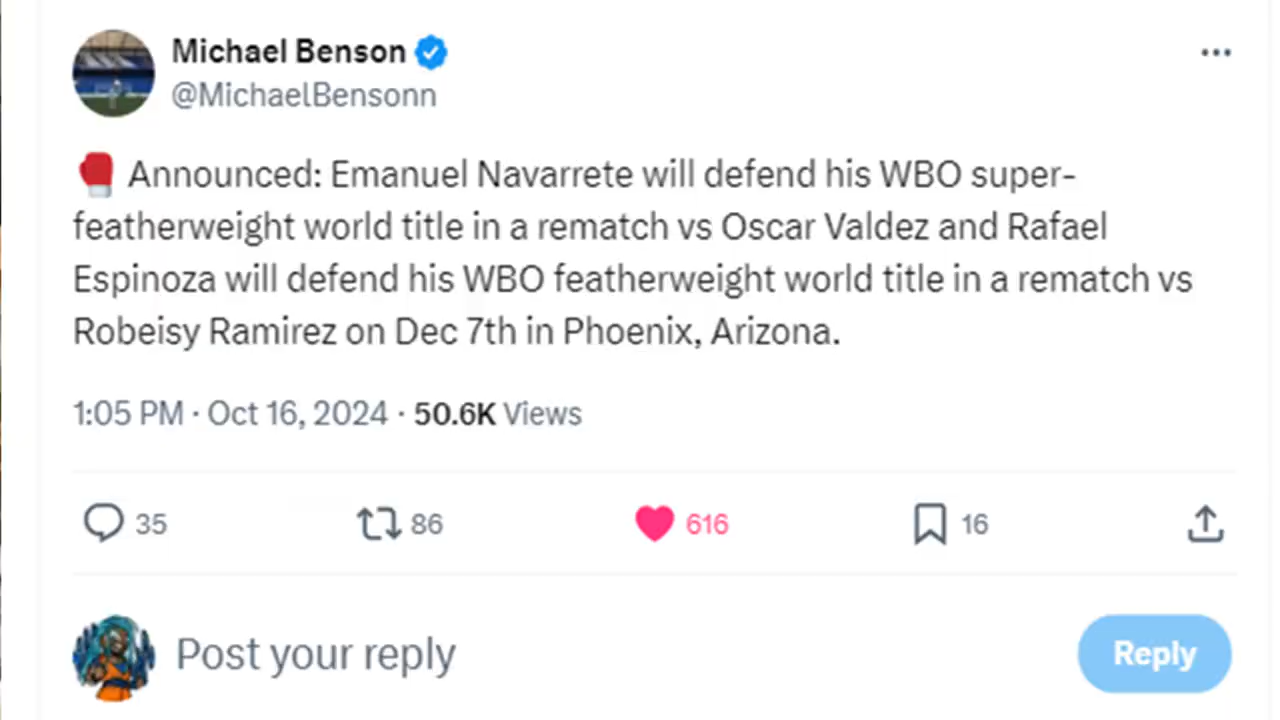 Michael Benson
@MichaelBensonn
Announced: Emanuel Navarrete will defend his WBO super-
featherweight world title in a rematch vs Oscar Valdez and Rafael
Espinoza will defend his WBO featherweight world title in a rematch vs
Robeisy Ramirez on Dec 7th in Phoenix, Arizona.
1:05 PM · Oct 16, 2024 · 50.6K Views
35 86 616 16
Post your reply Reply